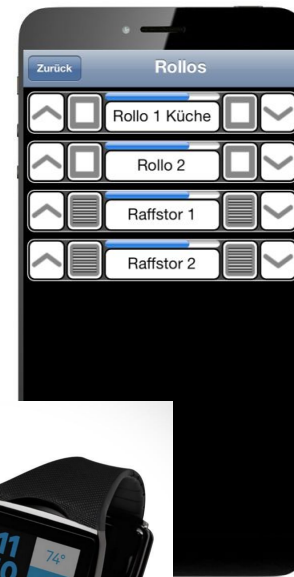 Zurück
Rollos
Rollo 1 Küche
Rollo 2
Raffstor 1
Raffstor 2
74°